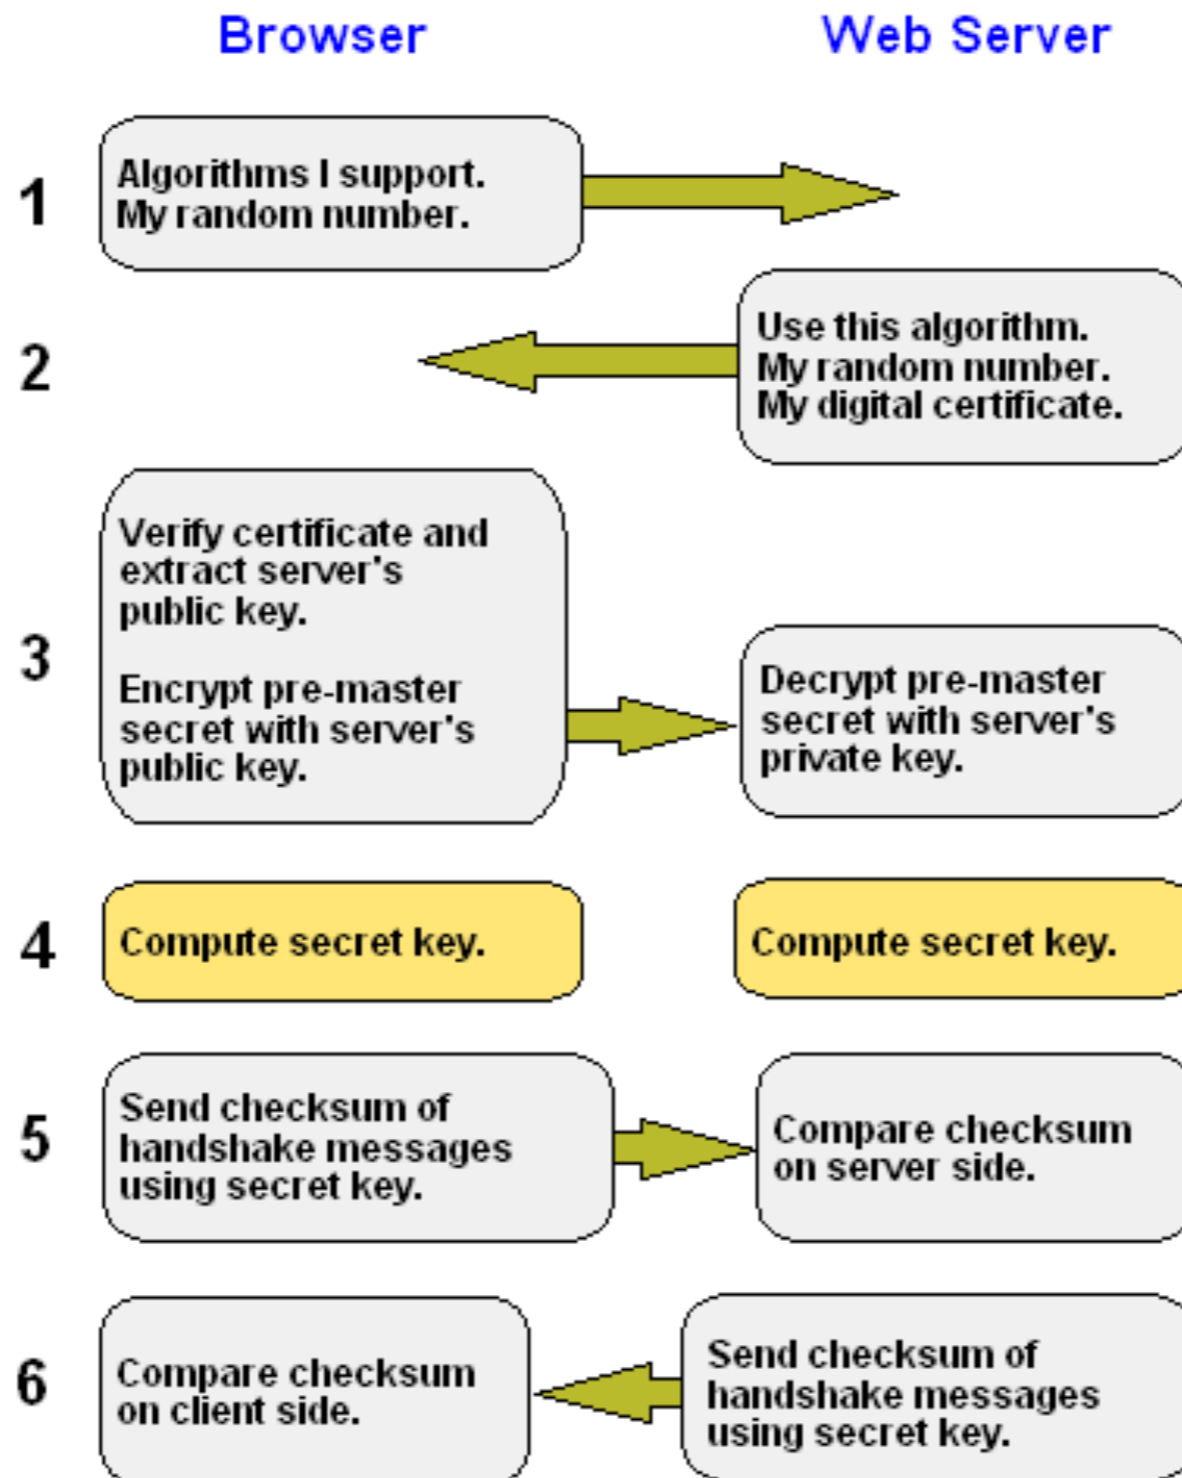 Browser
Web Server
1
Algorithms I support.
My random number.
2
Use this algorithm.
My random number.
My digital certificate.
3
Verify certificate and
extract server's
public key.
Encrypt pre-master
secret with server's
public key.
Decrypt pre-master
secret with server's
private key.
4
Compute secret key.
Compute secret key.
5
Send checksum of
handshake messages
using secret key.
Compare checksum
on server side.
6
Compare checksum
on client side.
Send checksum of
handshake messages
using secret key.